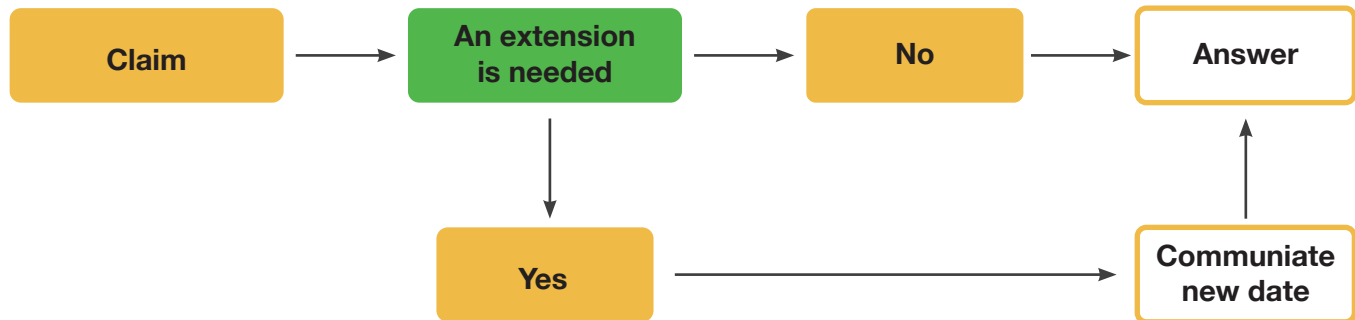 Claim
An extension
is needed
No
Answer
Yes
Communiate
new date